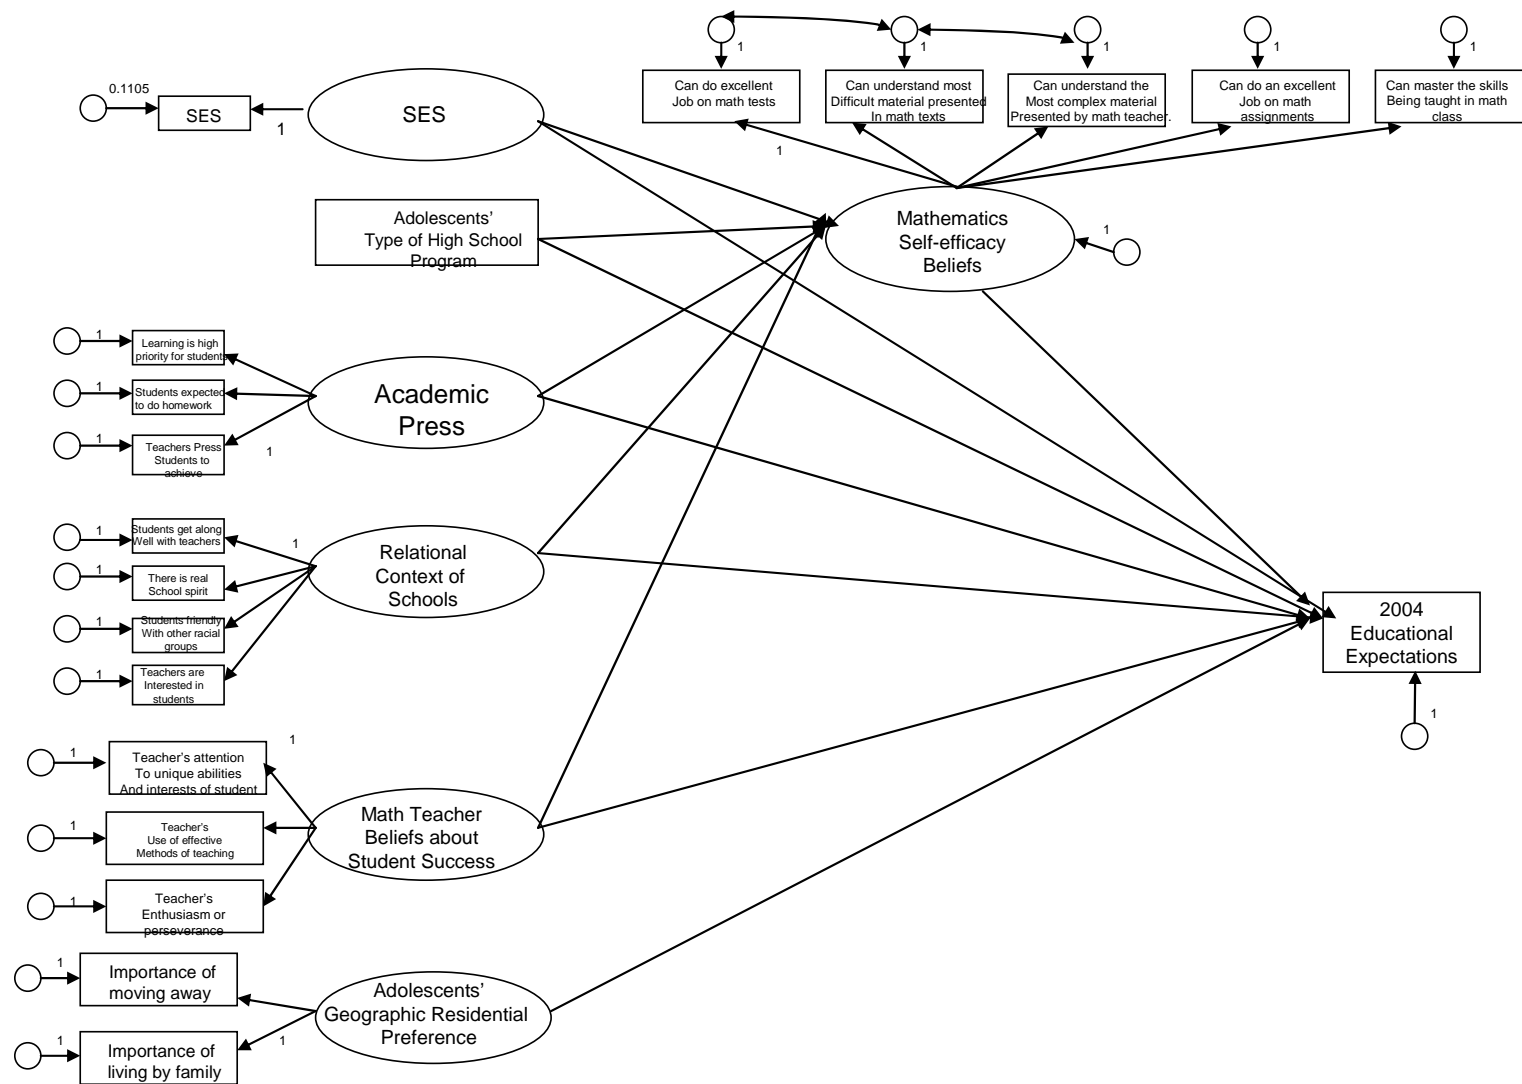 1
1
1
1
1
Can do excellent
Job on math tests
Can understand most
Difficult material presented
In math texts
Can understand the
Most complex material
Presented by math teacher.
Can do an excellent
Job on math
assignments
Can master the skills
Being taught in math
class
0.1105
SES
1
SES
1
Adolescents'
Type of High School
Program
Mathematics
Self-efficacy
Beliefs
1
1
Learning is high
priority for students
1
Students expected
to do homework
1
Teachers Press
Students to
achieve
1
Academic
Press
1
Students get along
Well with teachers
1
1
There is real
School spirit
1
Students friendly
With other racial
groups
1
Teachers are
Interested in
students
Relational
Context of
Schools
2004
Educational
Expectations
1
1
Teacher's attention
To unique abilities
And interests of student
1
1
Teacher's
Use of effective
Methods of teaching
1
Teacher's
Enthusiasm or
perseverance
Math Teacher
Beliefs about
Student Success
1
Importance of
moving away
1
Importance of
living by family
1
Adolescents'
Geographic Residential
Preference